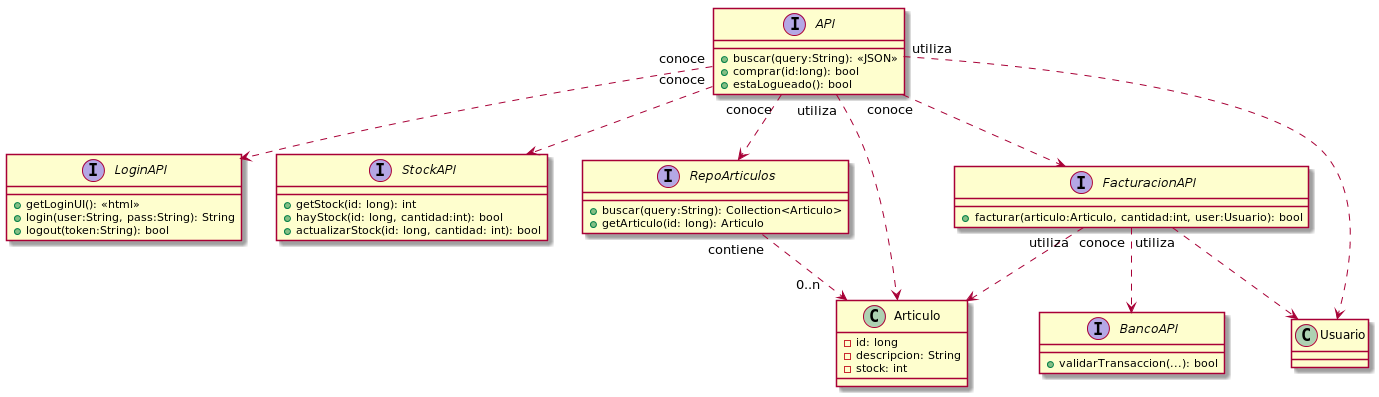 I API
buscar(query:String): «JSON»
comprar(id:long): bool
estaLogueado(): bool
utiliza
conoce
conoce
conoce
utiliza
conoce
I LoginAPI
getLoginUI(): «html»
login(user:String, pass:String): String
logout(token:String): bool
I StockAPI
getStock(id: long): int
hayStock(id: long, cantidad:int): bool
actualizarStock(id: long, cantidad: int): bool
I RepoArticulos
buscar(query:String): Collection<Articulo>
getArticulo(id: long): Articulo
I FacturacionAPI
facturar(articulo:Articulo, cantidad:int, user:Usuario): bool
contiene
0..n
utiliza
conoce
utiliza
C Articulo
id: long
descripcion: String
stock: int
I BancoAPI
validarTransaccion(...): bool
C Usuario